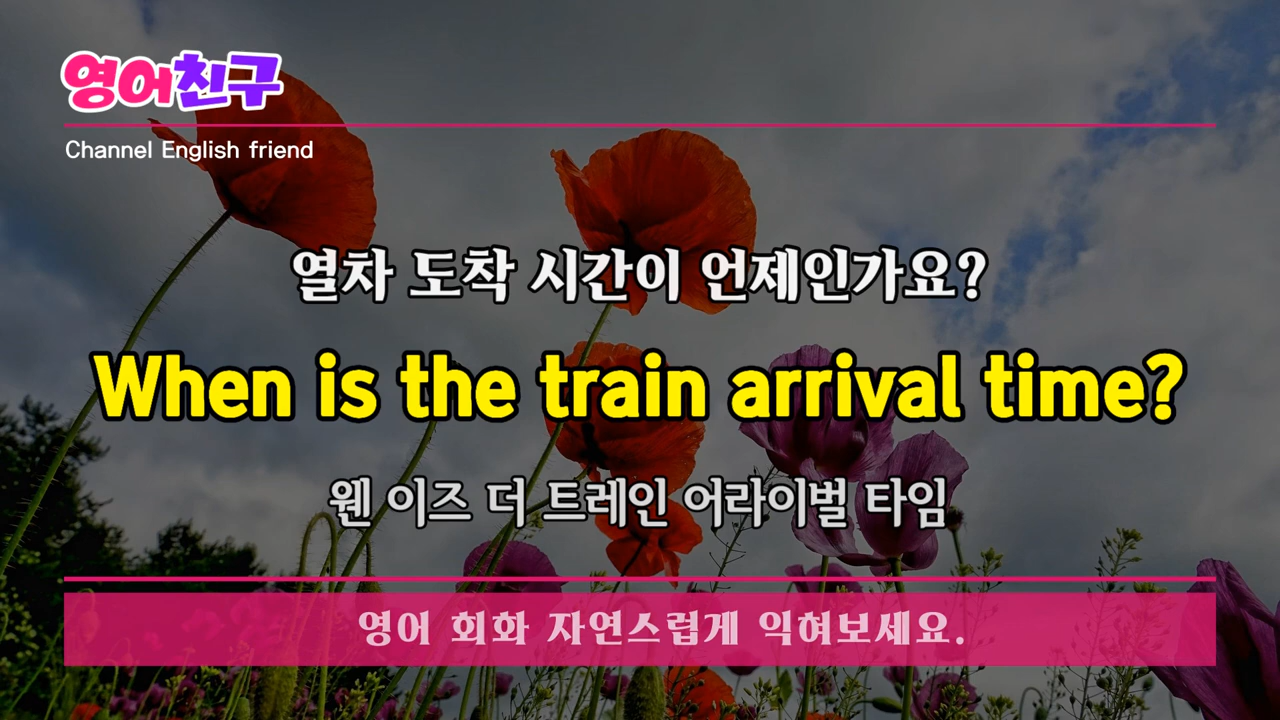 영어친구
Channel English friend
열차 도착 시간이 언제인가요?
When is the train arrival time?
웬 이즈 더 트레인 어라이벌 타임
영어 회화 자연스럽게 익혀보세요.